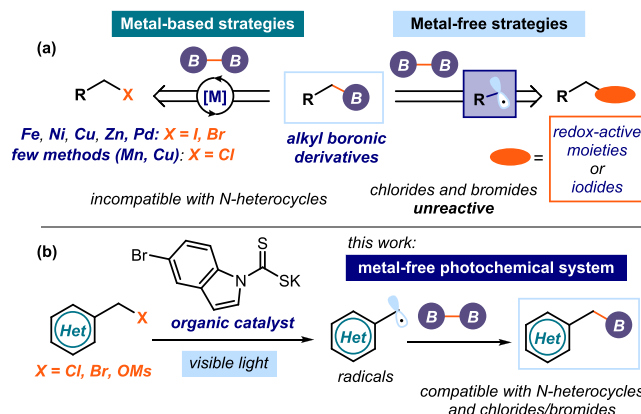 Metal-based strategies
Metal-free strategies
(a)
B B
B B
R X
[M]
R B
R
R
Fe, Ni, Cu, Zn, Pd: X = I, Br
few methods (Mn, Cu): X = Cl
alkyl boronic
derivatives
=
redox-active
moieties
or
iodides
incompatible with N-heterocycles
chlorides and bromides
unreactive
(b)
this work:
metal-free photochemical system
Br
N
S
SK
Het
X
organic catalyst
visible light
X = Cl, Br, OMs
Het
radicals
B B
Het
B
compatible with N-heterocycles
and chlorides/bromides